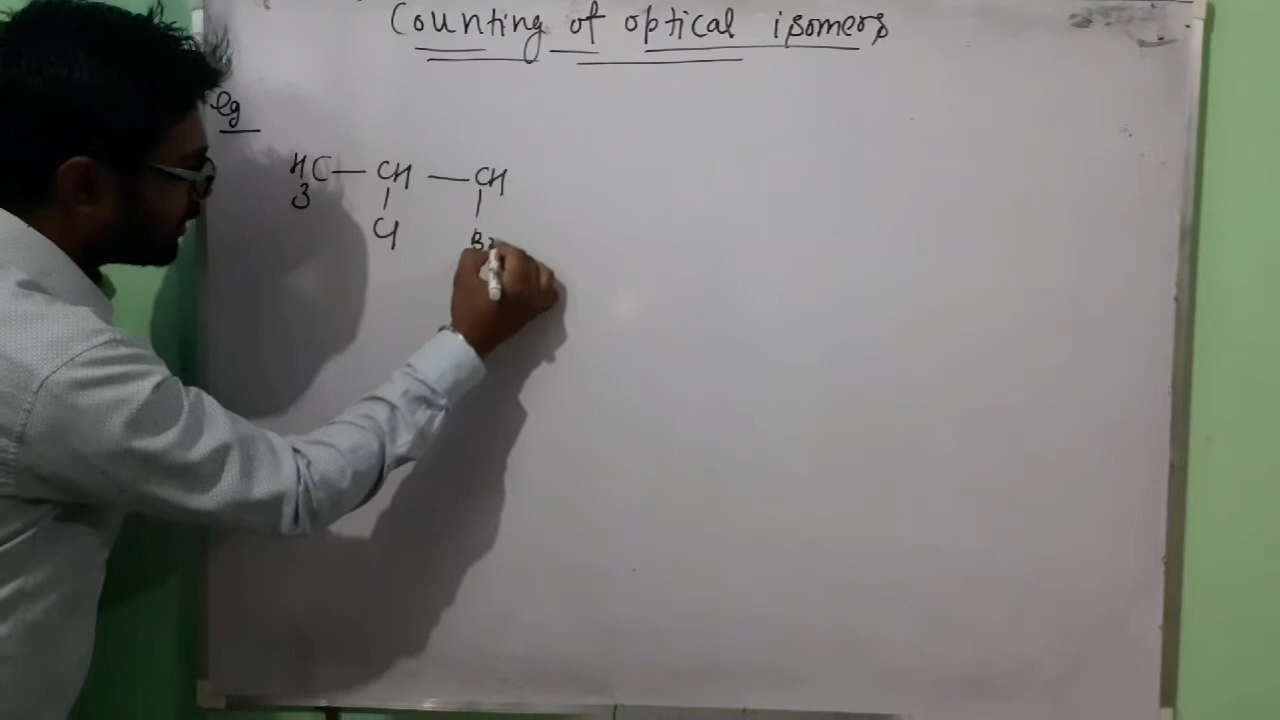 Counting of optical isomers
eg
H3C — CH — CH
Cl Br